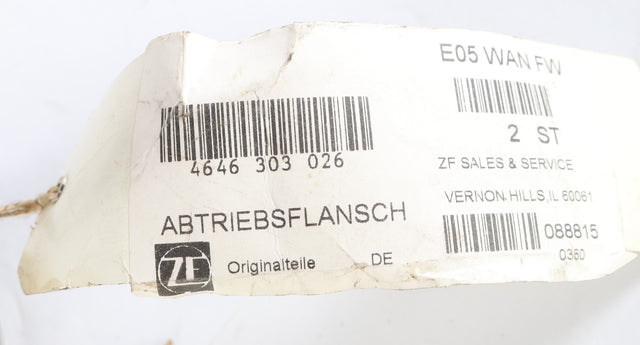 E05 WAN FW
4646 303 026
2 ST
ZF SALES & SERVICE
VERNON HILLS, IL 60061
ABTRIEBSFLANSCH
088815
0360
ZF Originalteile DE